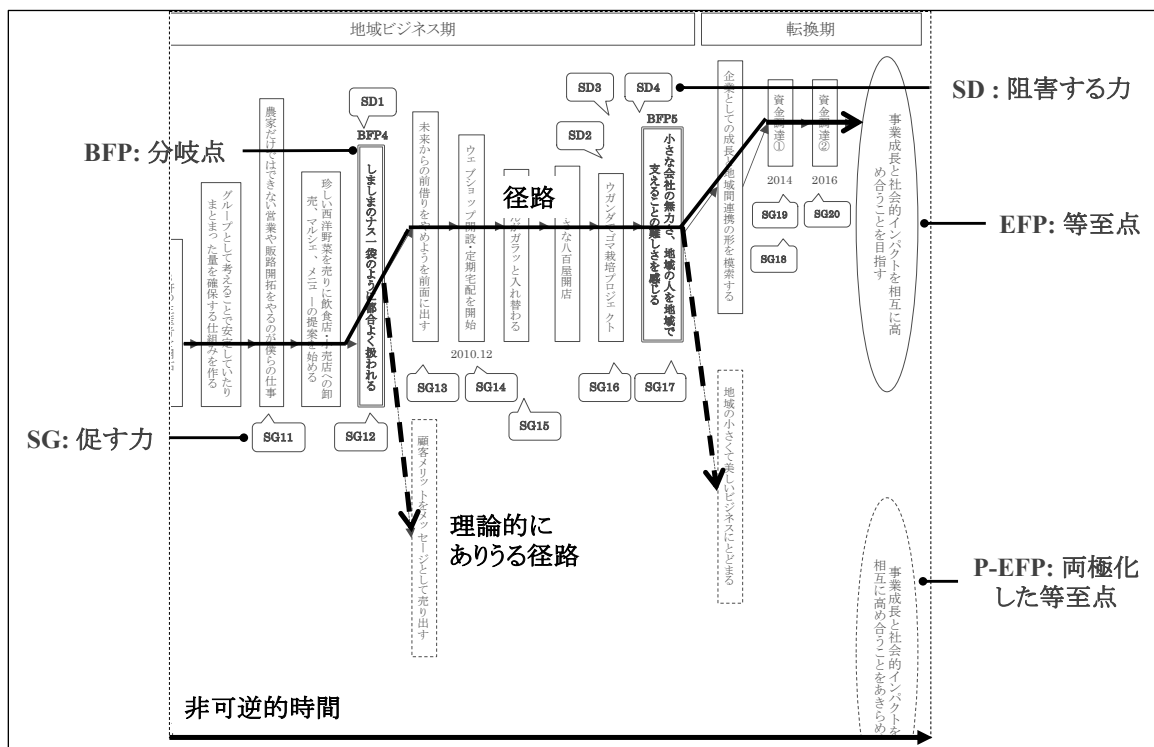 地域ビジネス期
転換期
SD1
SD3
SD4
SD2
SD : 阻害する力
BFP: 分岐点
BFP4
BFP5
グループとして考えることで安定していたり
まとまった量を確保する仕組みを作る
農家だけではできない営業や販路開拓をやるのが僕らの仕事
珍しい西洋野菜を売りに飲食店・小売店への卸
売、マルシェ、メニューの提案を始める
しましまのナス一袋のように都合よく扱われる
未来からの前借りをやめようを前面に出す
ウェブショップ開設・定期宅配を開始
2010.12
がガラッと入れ替わる
さな八百屋開店
ウガンダでゴマ栽培プロジェクト
小さな会社の無力さ、地域の人を地域で
支えることの難しさを感じる
企業としての成長と地域間連携の形を模索する
資金調達①
資金調達②
2014
2016
事業成長と社会的インパクトを相互に高
め合うことを目指す
径路
EFP: 等至点
SG19
SG20
SG18
SG13
SG14
SG15
SG16
SG17
SG: 促す力
SG11
SG12
顧客メリットをメッセージとして売り出す
地域の小さくて美しいビジネスにとどまる
理論的に
ありうる径路
P-EFP: 両極化
した等至点
事業成長と社会的インパクトを
相互に高め合うことをあきらめ
非可逆的時間